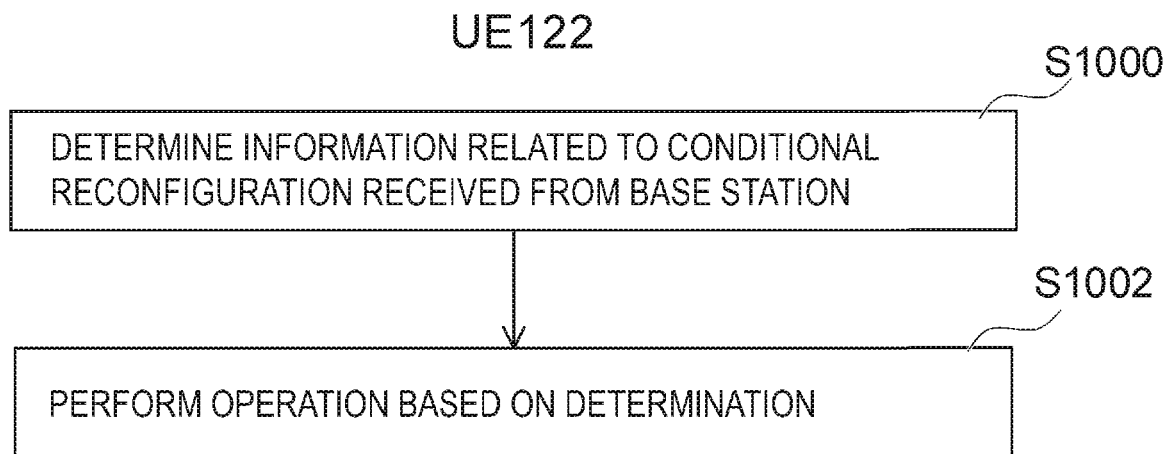 UE122
S1000
DETERMINE INFORMATION RELATED TO CONDITIONAL
RECONFIGURATION RECEIVED FROM BASE STATION
S1002
PERFORM OPERATION BASED ON DETERMINATION